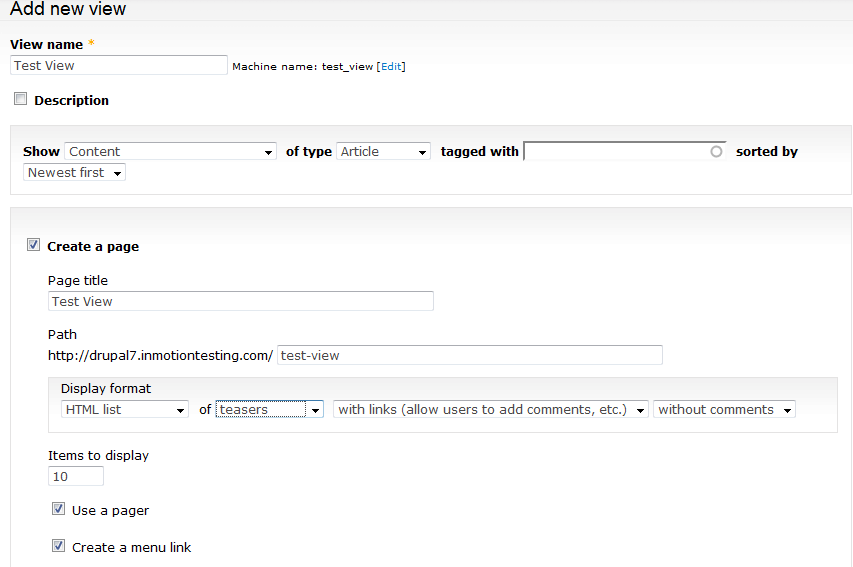 Add new view
View name *
Test View Machine name: test_view [Edit]
Description
Show Content of type Article tagged with sorted by
Newest first
Create a page
Page title
Test View
Path
http://drupal7.inmotiontesting.com/ test-view
Display format
HTML list of teasers with links (allow users to add comments, etc.) without comments
Items to display
10
Use a pager
Create a menu link